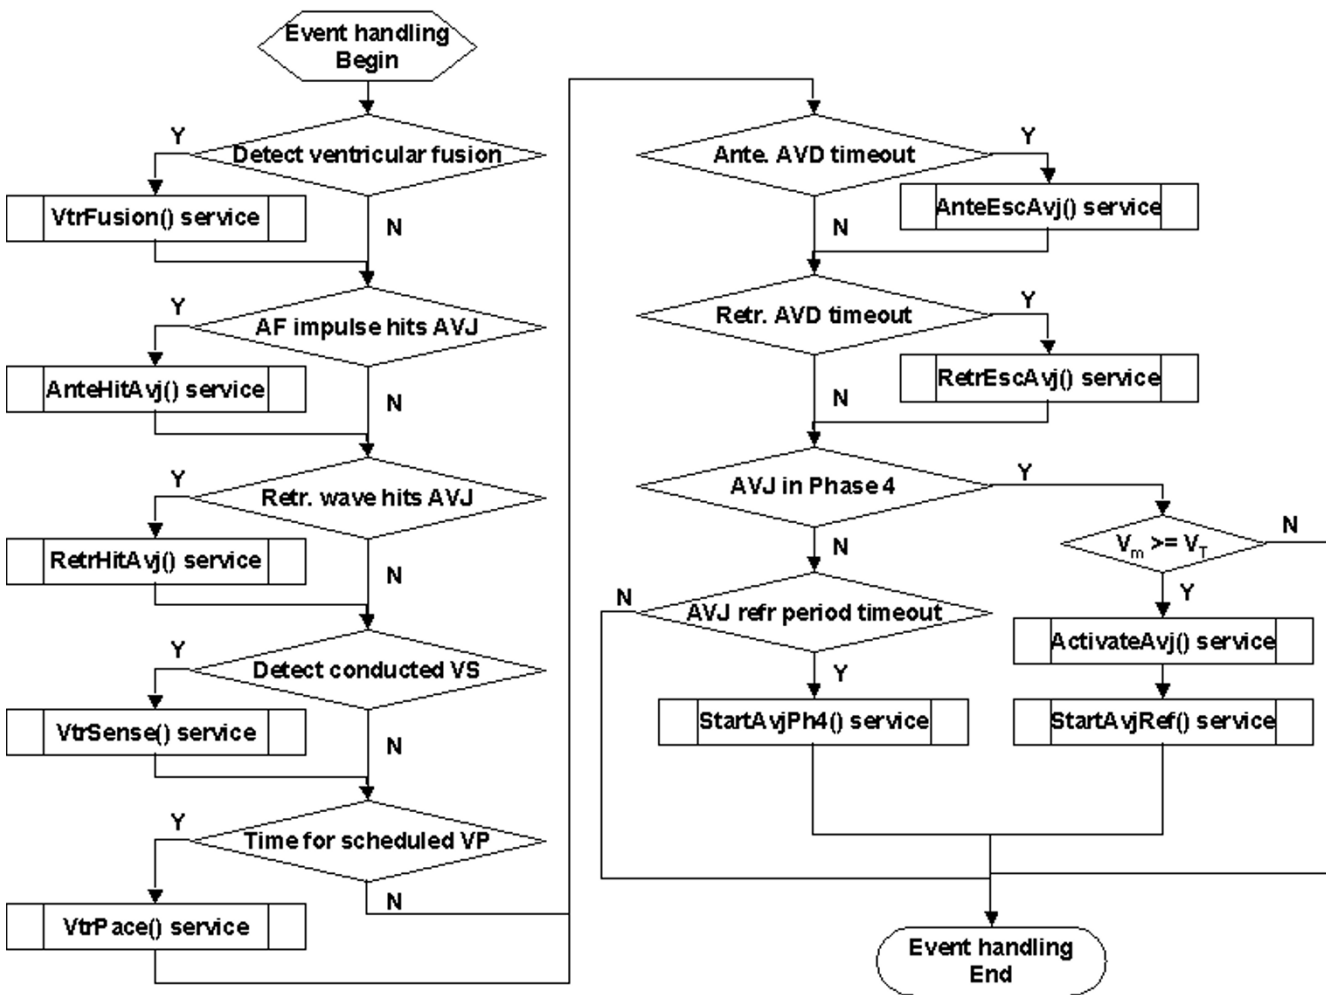 Event handling
Begin
Y
Detect ventricular fusion
VtrFusion() service
N
Y
AF impulse hits AVJ
AnteHitAvj() service
N
Y
Retr. wave hits AVJ
RetrHitAvj() service
N
Y
Detect conducted VS
VtrSense() service
N
Y
Time for scheduled VP
N
VtrPace() service
Ante. AVD timeout
Y
AnteEscAvj() service
N
Retr. AVD timeout
Y
RetrEscAvj() service
N
AVJ in Phase 4
Y
N
Vm >= VT
N
Y
N
AVJ refr period timeout
Y
ActivateAvj() service
StartAvjPh4() service
StartAvjRef() service
Event handling
End